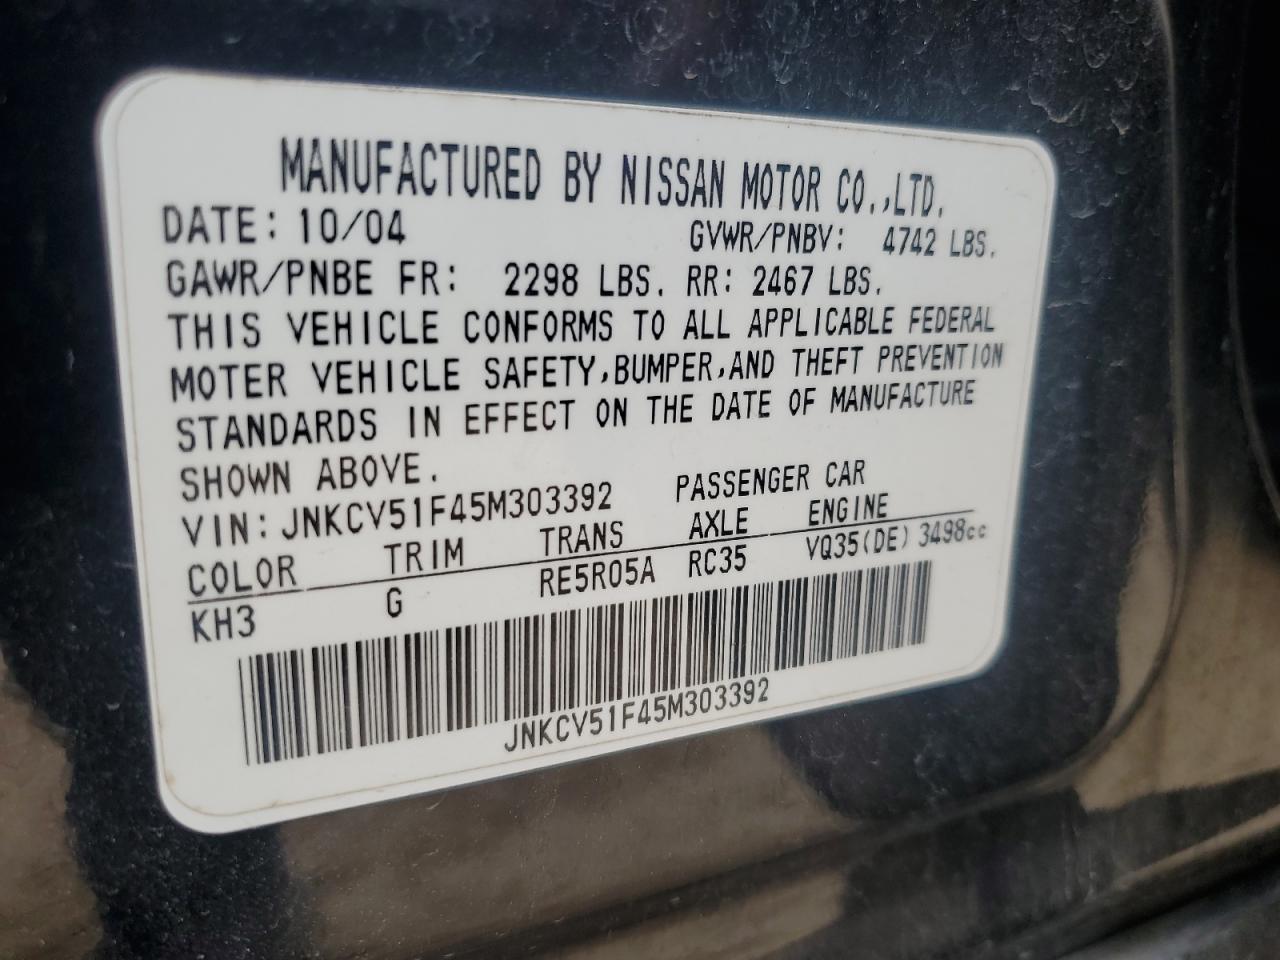 MANUFACTURED BY NISSAN MOTOR CO.,LTD.
DATE: 10/04 GVWR/PNBV: 4742 LBS.
GAWR/PNBE FR: 2298 LBS. RR: 2467 LBS.
THIS VEHICLE CONFORMS TO ALL APPLICABLE FEDERAL
MOTER VEHICLE SAFETY,BUMPER,AND THEFT PREVENTION
STANDARDS IN EFFECT ON THE DATE OF MANUFACTURE
SHOWN ABOVE.
VIN: JNKCV51F45M303392 PASSENGER CAR
COLOR TRIM TRANS AXLE ENGINE
KH3 G RE5R05A RC35 VQ35(DE) 3498cc
JNKCV51F45M303392